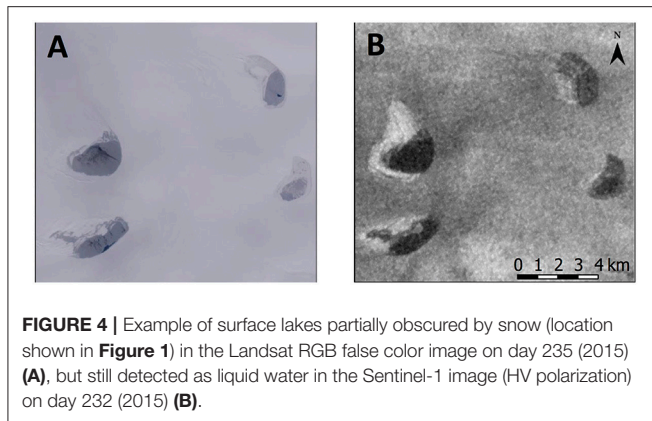 A
B
N
0 1 2 3 4 km
FIGURE 4 | Example of surface lakes partially obscured by snow (location
shown in Figure 1) in the Landsat RGB false color image on day 235 (2015)
(A), but still detected as liquid water in the Sentinel-1 image (HV polarization)
on day 232 (2015) (B).